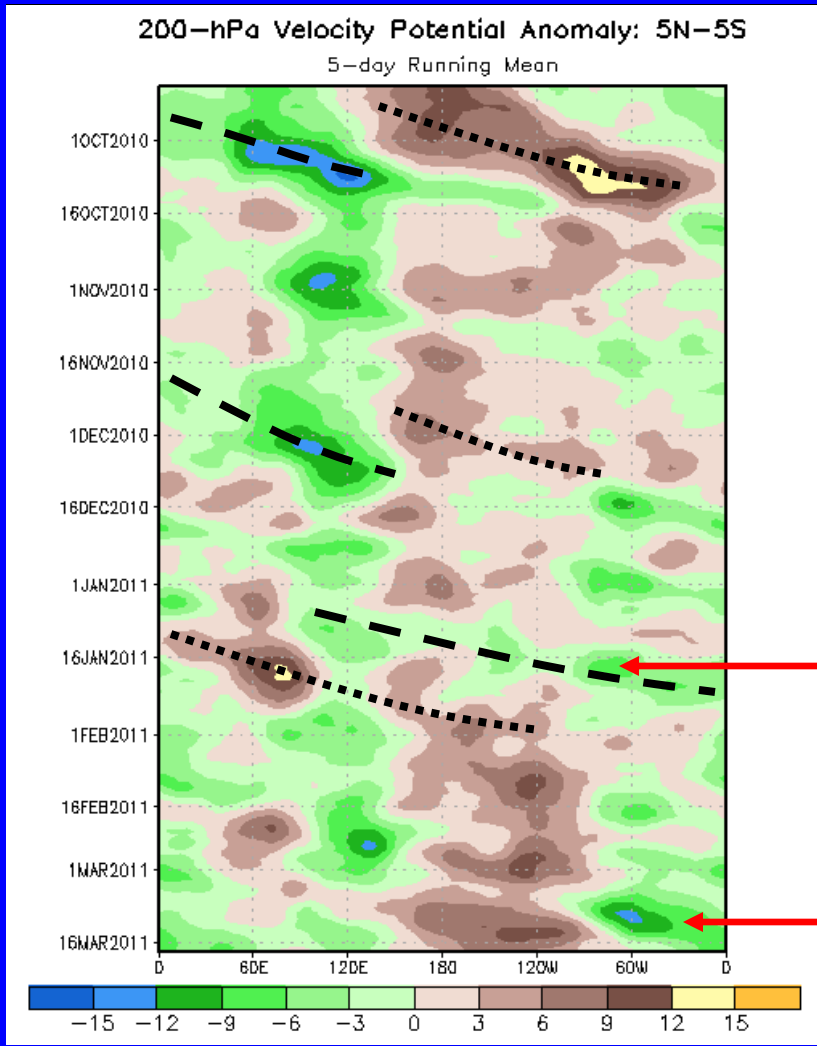 200-hPa Velocity Potential Anomaly: 5N-5S
5-day Running Mean
10CT2010
16OCT2010
1NOV2010
16NOV2010
1DEC2010
16DEC2010
1JAN2011
16JAN2011
1FEB2011
16FEB2011
1MAR2011
16MAR2011
0 60E 120E 180 120W 60W 0
-15 -12 -9 -6 -3 0 3 6 9 12 15